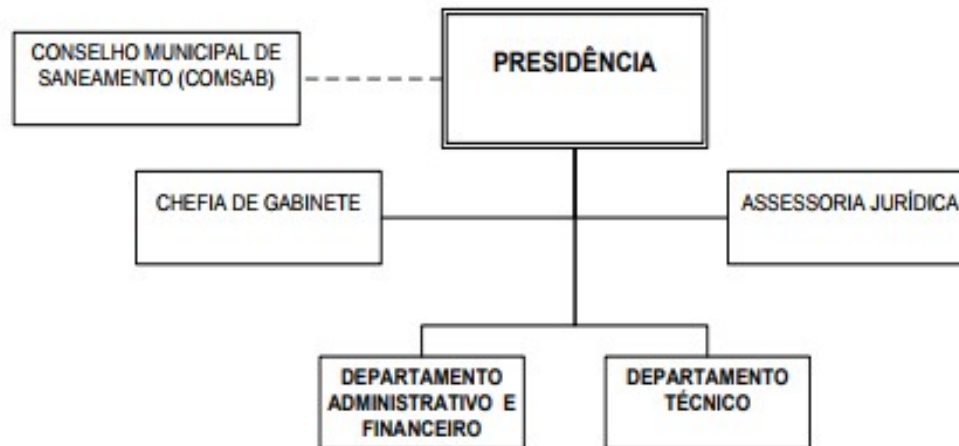 CONSELHO MUNICIPAL DE
SANEAMENTO (COMSAB)
PRESIDÊNCIA
CHEFIA DE GABINETE
ASSESSORIA JURÍDICA
DEPARTAMENTO
ADMINISTRATIVO E
FINANCEIRO
DEPARTAMENTO
TÉCNICO